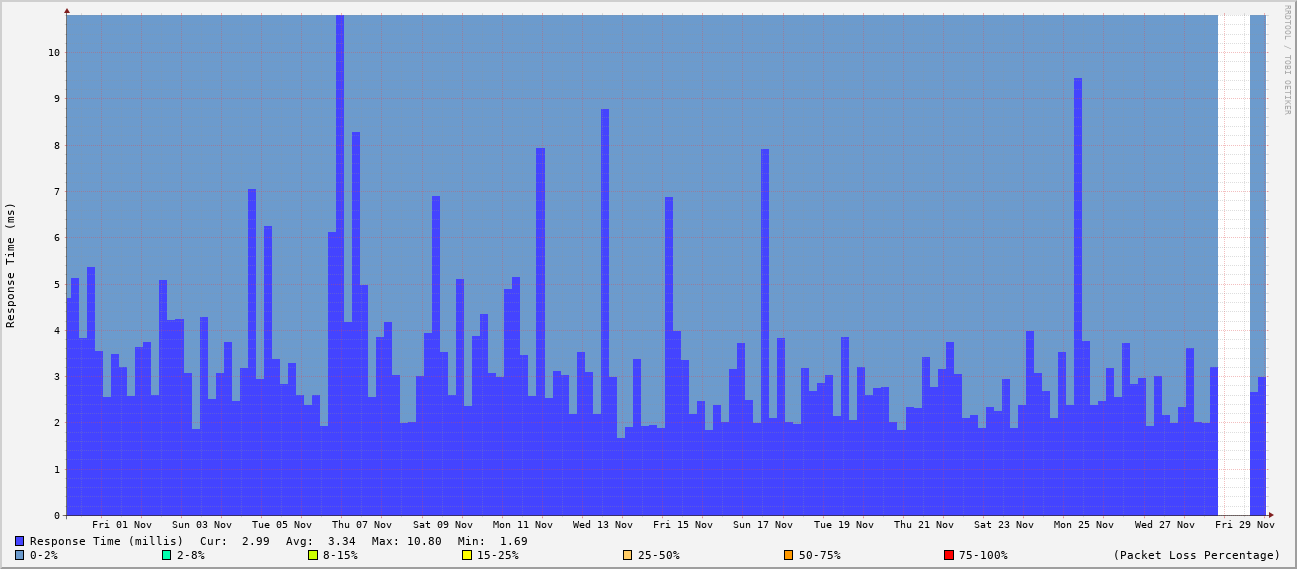 RRDTOOL / TOBI OETIKER
Response Time (ms)
10
9
8
7
6
5
4
3
2
1
0
Fri 01 Nov Sun 03 Nov Tue 05 Nov Thu 07 Nov Sat 09 Nov Mon 11 Nov Wed 13 Nov Fri 15 Nov Sun 17 Nov Tue 19 Nov Thu 21 Nov Sat 23 Nov Mon 25 Nov Wed 27 Nov Fri 29 Nov
Response Time (millis) Cur: 2.99 Avg: 3.34 Max: 10.80 Min: 1.69
0-2% 2-8% 8-15% 15-25% 25-50% 50-75% 75-100% (Packet Loss Percentage)